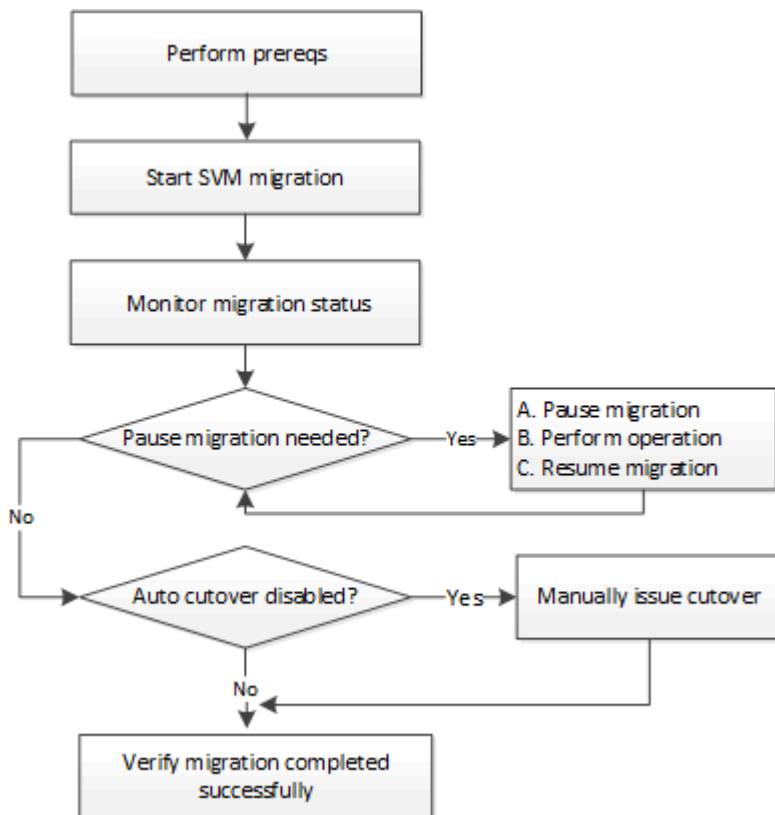 Perform prereqs
Start SVM migration
Monitor migration status
Pause migration needed?
Yes
A. Pause migration
B. Perform operation
C. Resume migration
No
Auto cutover disabled?
Yes
Manually issue cutover
No
Verify migration completed
successfully